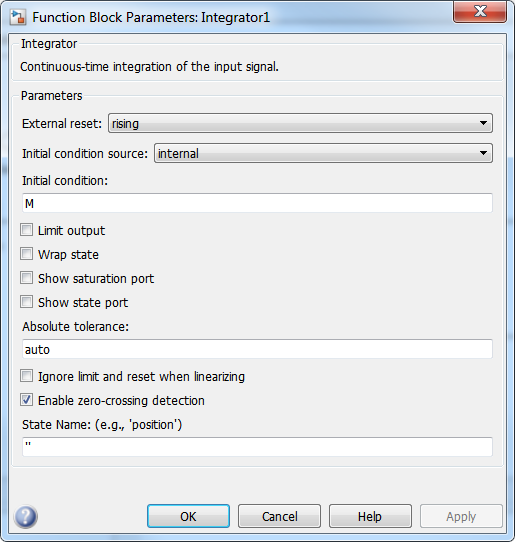 Function Block Parameters: Integrator1
Integrator
Continuous-time integration of the input signal.
Parameters
External reset: rising
Initial condition source: internal
Initial condition:
M
Limit output
Wrap state
Show saturation port
Show state port
Absolute tolerance:
auto
Ignore limit and reset when linearizing
Enable zero-crossing detection
State Name: (e.g., 'position')
''
OK Cancel Help Apply